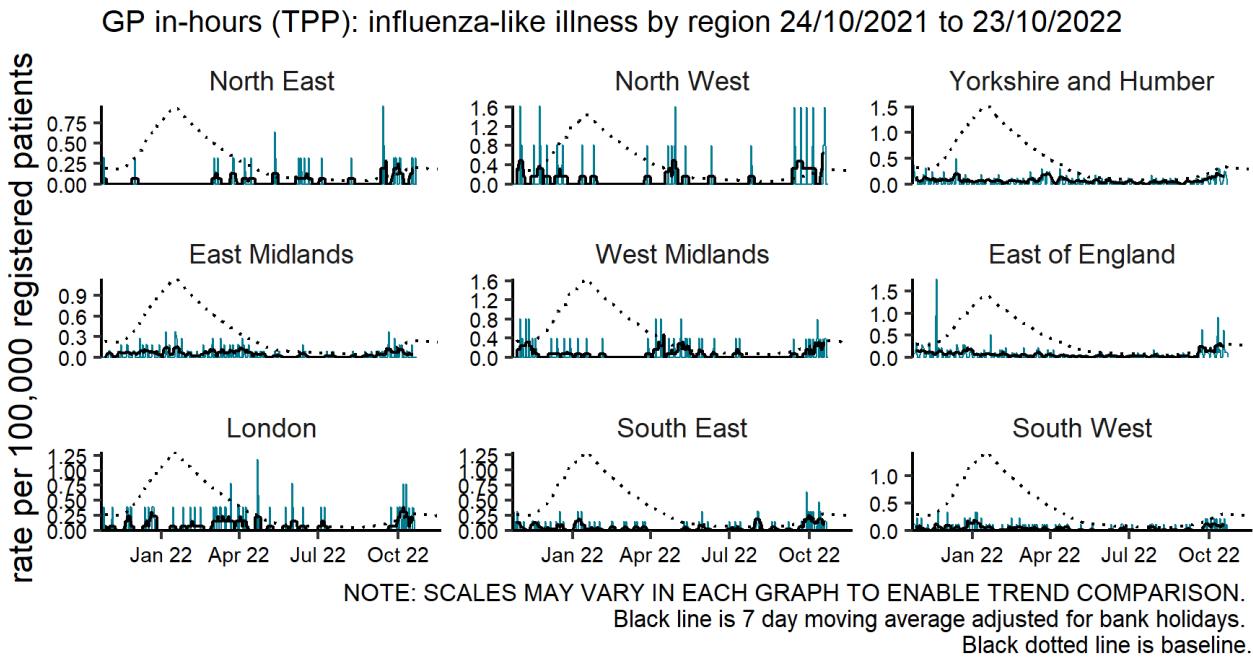 GP in-hours (TPP): influenza-like illness by region 24/10/2021 to 23/10/2022
rate per 100,000 registered patients
North East
0.75
0.50
0.25
0.00
North West
1.6
1.2
0.8
0.4
0.0
Yorkshire and Humber
1.5
1.0
0.5
0.0
East Midlands
0.9
0.6
0.3
0.0
West Midlands
1.6
1.2
0.8
0.4
0.0
East of England
1.5
1.0
0.5
0.0
London
1.25
1.00
0.75
0.50
0.25
0.00
South East
1.25
1.00
0.75
0.50
0.25
0.00
South West
1.0
0.5
0.0
Jan 22 Apr 22 Jul 22 Oct 22
Jan 22 Apr 22 Jul 22 Oct 22
Jan 22 Apr 22 Jul 22 Oct 22
NOTE: SCALES MAY VARY IN EACH GRAPH TO ENABLE TREND COMPARISON.
Black line is 7 day moving average adjusted for bank holidays.
Black dotted line is baseline.